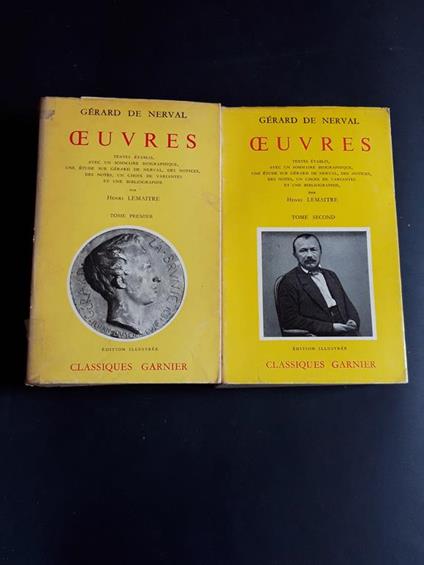 GÉRARD DE NERVAL
ŒUVRES
TEXTES ÉTABLIS,
AVEC UN SOMMAIRE BIOGRAPHIQUE,
UNE ÉTUDE SUR GÉRARD DE NERVAL, DES NOTICES,
DES NOTES, UN CHOIX DE VARIANTES
ET UNE BIBLIOGRAPHIE
PAR
HENRI LEMAITRE
TOME PREMIER
ÉDITION ILLUSTRÉE
CLASSIQUES GARNIER
GÉRARD DE NERVAL
ŒUVRES
TEXTES ÉTABLIS,
AVEC UN SOMMAIRE BIOGRAPHIQUE,
UNE ÉTUDE SUR GÉRARD DE NERVAL, DES NOTICES,
DES NOTES, UN CHOIX DE VARIANTES
ET UNE BIBLIOGRAPHIE,
PAR
HENRI LEMAITRE
TOME SECOND
ÉDITION ILLUSTRÉE
CLASSIQUES GARNIER